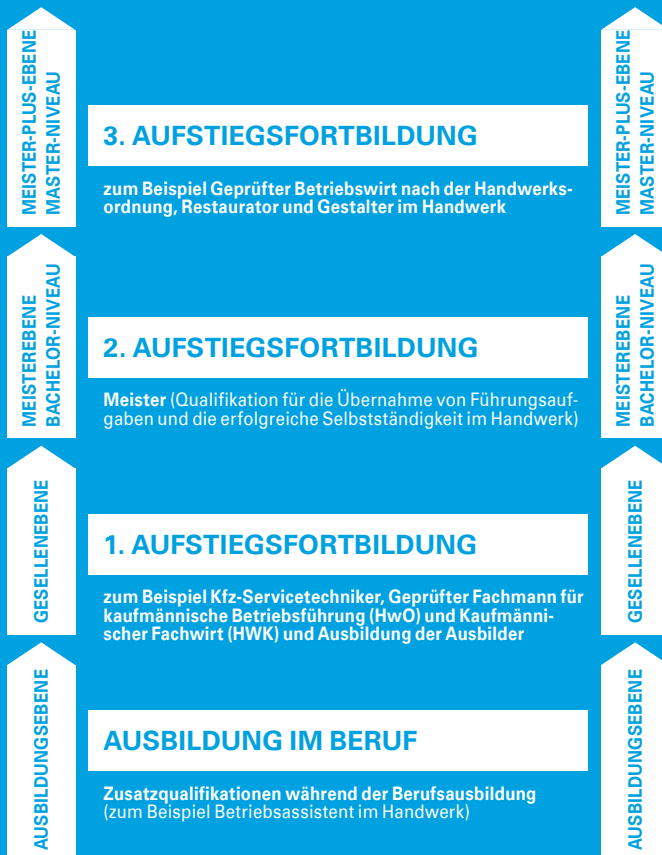 MEISTER-PLUS-EBENE
MASTER-NIVEAU
3. AUFSTIEGSFORTBILDUNG
zum Beispiel Geprüfter Betriebswirt nach der Handwerks-
ordnung, Restaurator und Gestalter im Handwerk
MEISTER-PLUS-EBENE
MASTER-NIVEAU
MEISTEREBENE
BACHELOR-NIVEAU
2. AUFSTIEGSFORTBILDUNG
Meister (Qualifikation für die Übernahme von Führungsauf-
gaben und die erfolgreiche Selbstständigkeit im Handwerk)
MEISTEREBENE
BACHELOR-NIVEAU
GESELLENEBENE
1. AUFSTIEGSFORTBILDUNG
zum Beispiel Kfz-Servicetechniker, Geprüfter Fachmann für
kaufmännische Betriebsführung (HwO) und Kaufmänni-
scher Fachwirt (HWK) und Ausbildung der Ausbilder
GESELLENEBENE
AUSBILDUNGSEBENE
AUSBILDUNG IM BERUF
Zusatzqualifikationen während der Berufsausbildung
(zum Beispiel Betriebsassistent im Handwerk)
AUSBILDUNGSEBENE